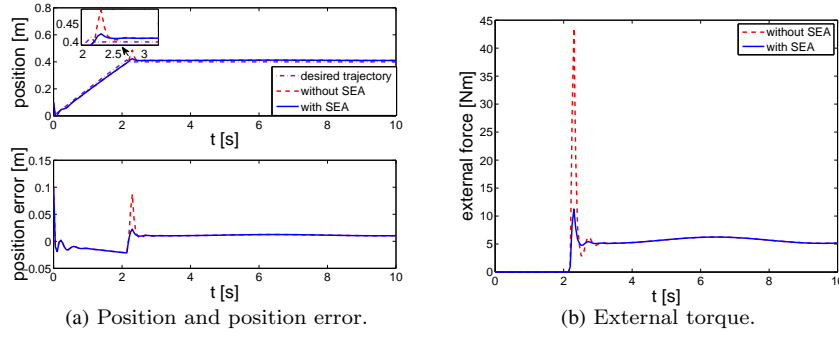 0.8
0.6
0.4
0.2
0
position [m]
0.45
0.4
2 2.5 3
desired trajectory
without SEA
with SEA
0 2 4 6 8 10
t [s]
0.15
0.1
0.05
0
−0.05
position error [m]
0 2 4 6 8 10
t [s]
(a) Position and position error.
45
40
35
30
25
20
15
10
5
0
external force [Nm]
without SEA
with SEA
0 2 4 6 8 10
t [s]
(b) External torque.